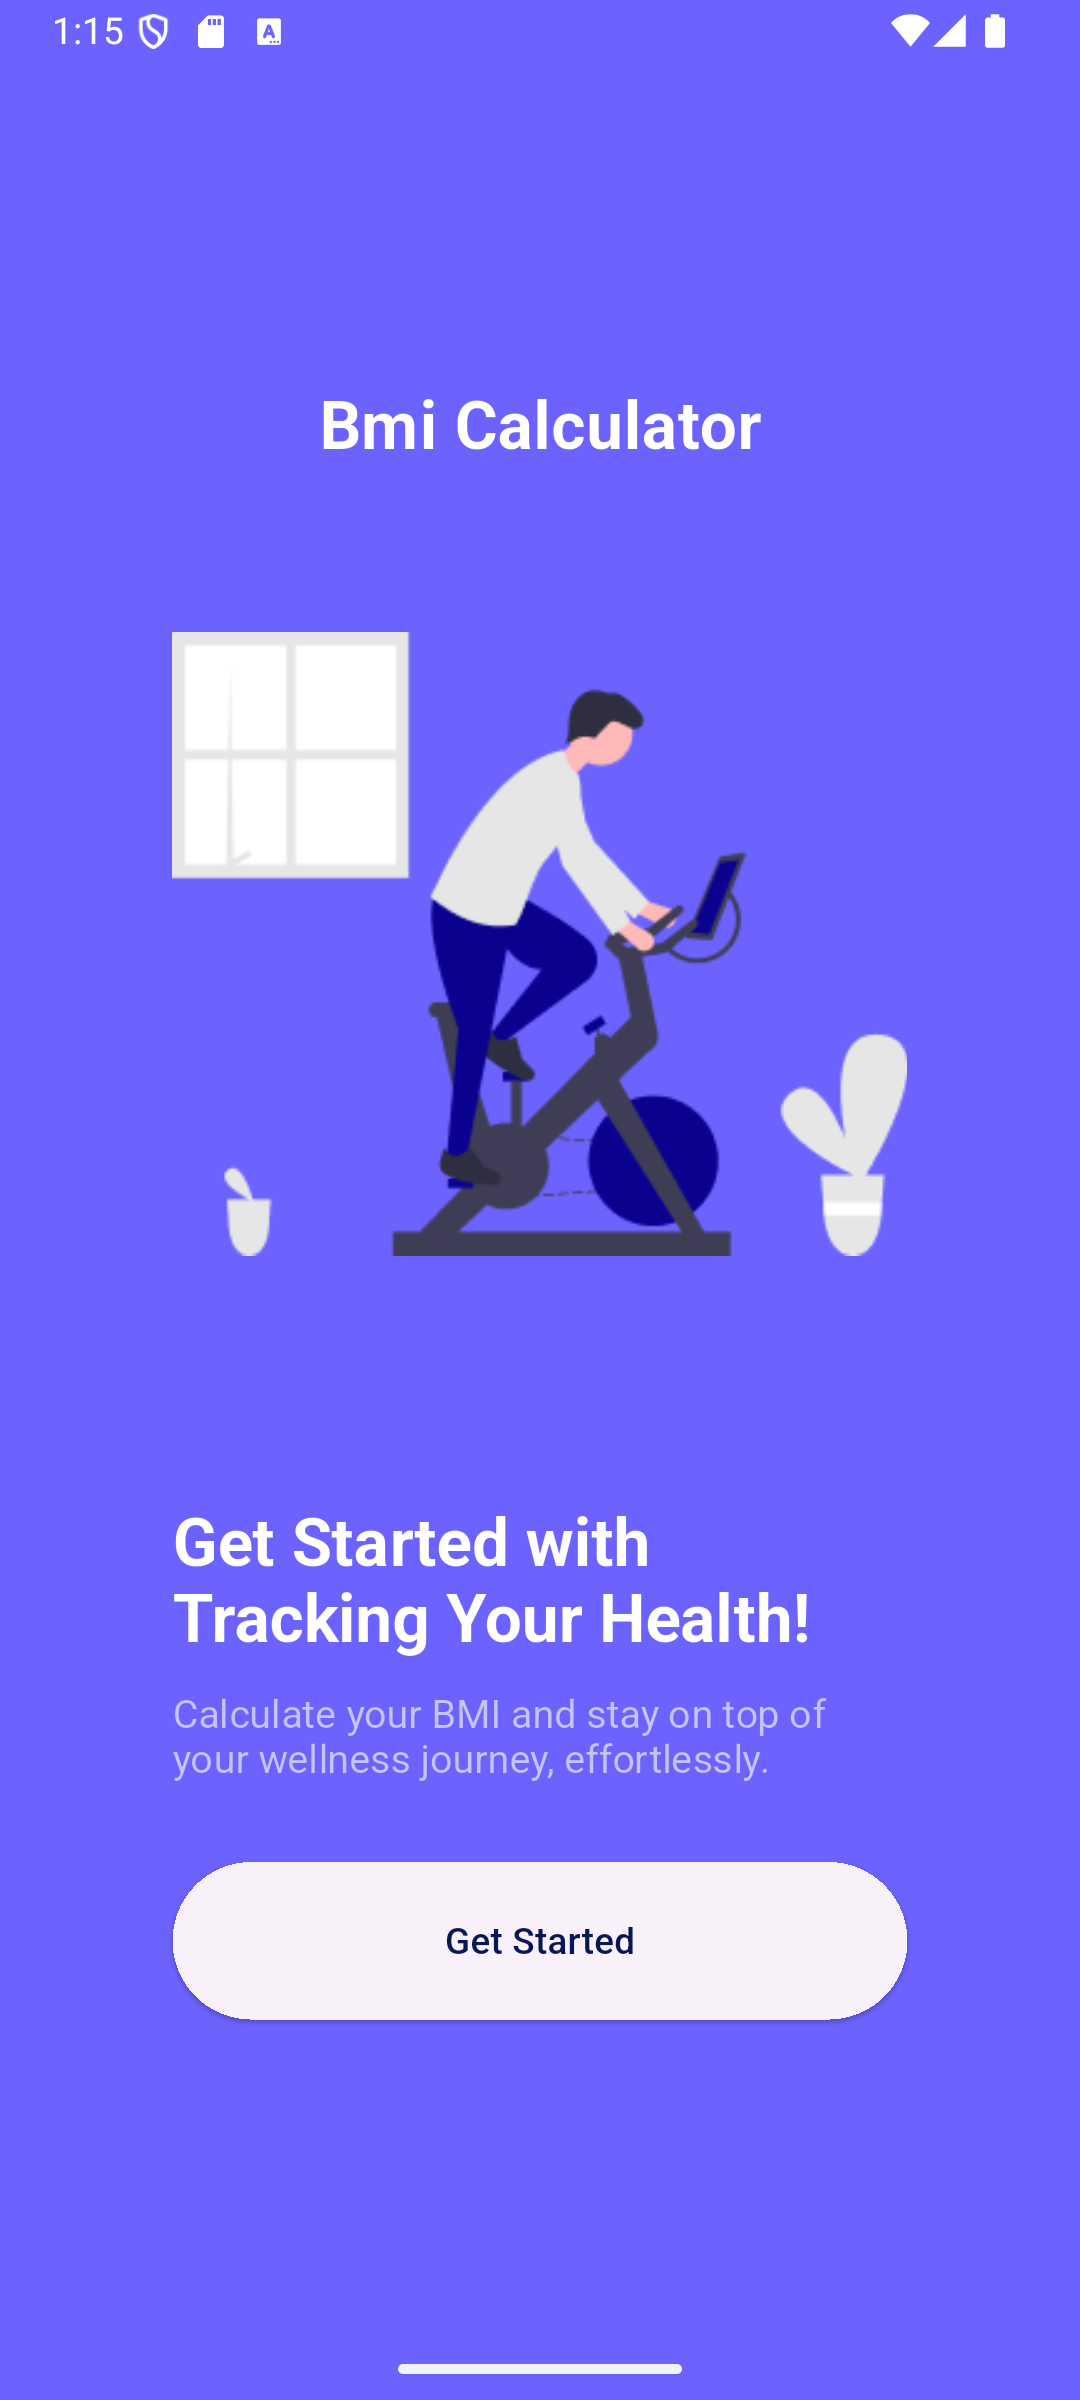 1:15
Bmi Calculator
Get Started with
Tracking Your Health!
Calculate your BMI and stay on top of
your wellness journey, effortlessly.
Get Started